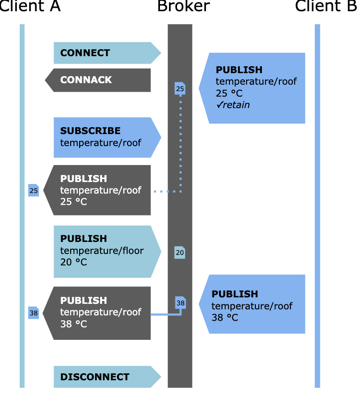 Client A
Broker
Client B
CONNECT
CONNACK
PUBLISH
temperature/roof
25 °C
✓retain
25
SUBSCRIBE
temperature/roof
PUBLISH
temperature/roof
25 °C
25
PUBLISH
temperature/floor
20 °C
20
PUBLISH
temperature/roof
38 °C
38
38
PUBLISH
temperature/roof
38 °C
DISCONNECT